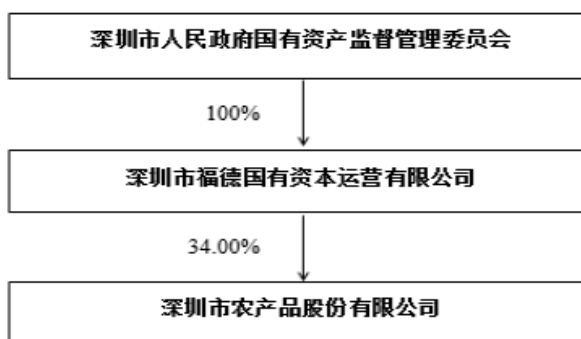 深圳市人民政府国有资产监督管理委员会
100%
深圳市福德国有资本运营有限公司
34.00%
深圳市农产品股份有限公司